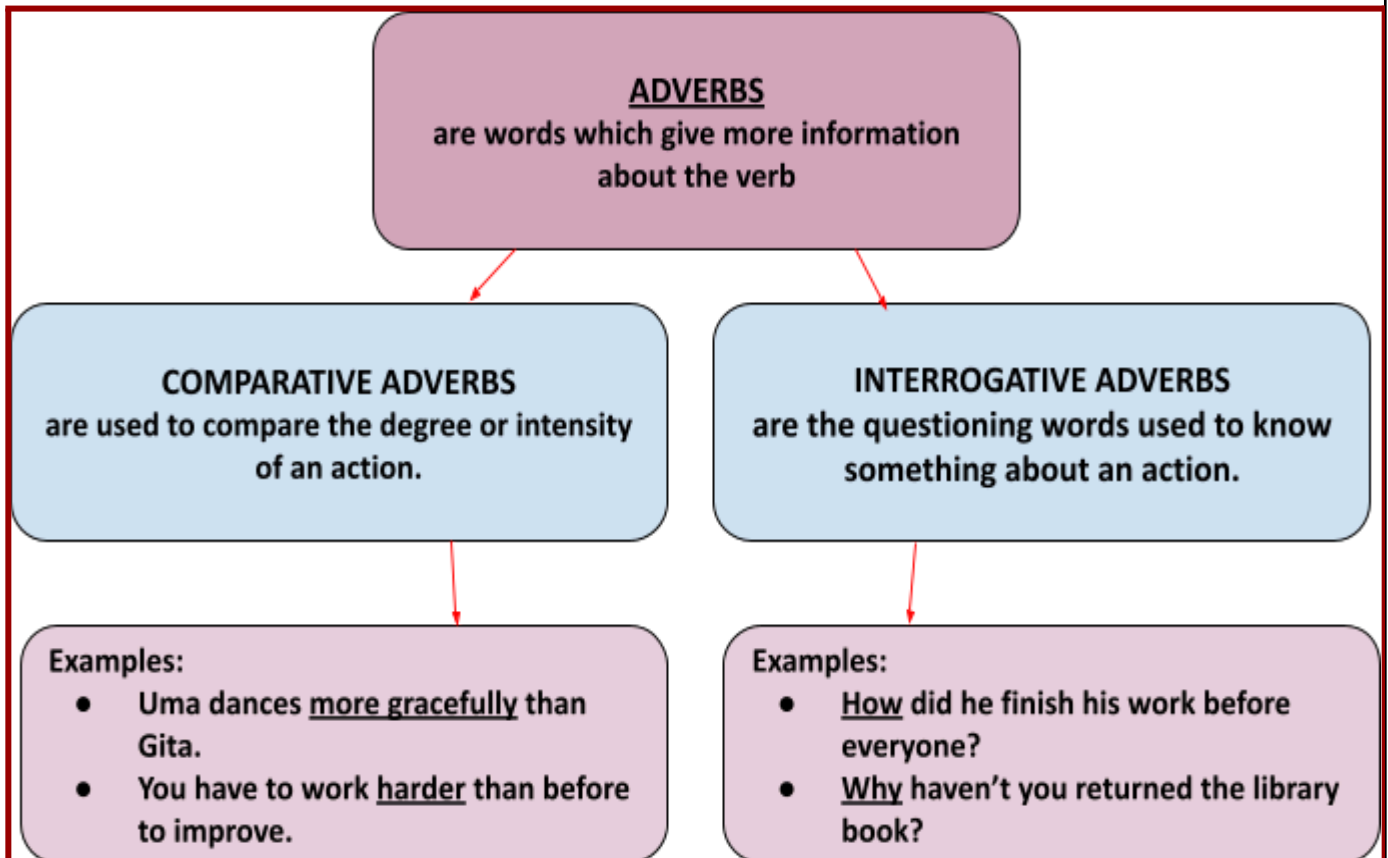 ADVERBS
are words which give more information
about the verb
COMPARATIVE ADVERBS
are used to compare the degree or intensity
of an action.
INTERROGATIVE ADVERBS
are the questioning words used to know
something about an action.
Examples:
● Uma dances more gracefully than
Gita.
● You have to work harder than before
to improve.
Examples:
● How did he finish his work before
everyone?
● Why haven’t you returned the library
book?